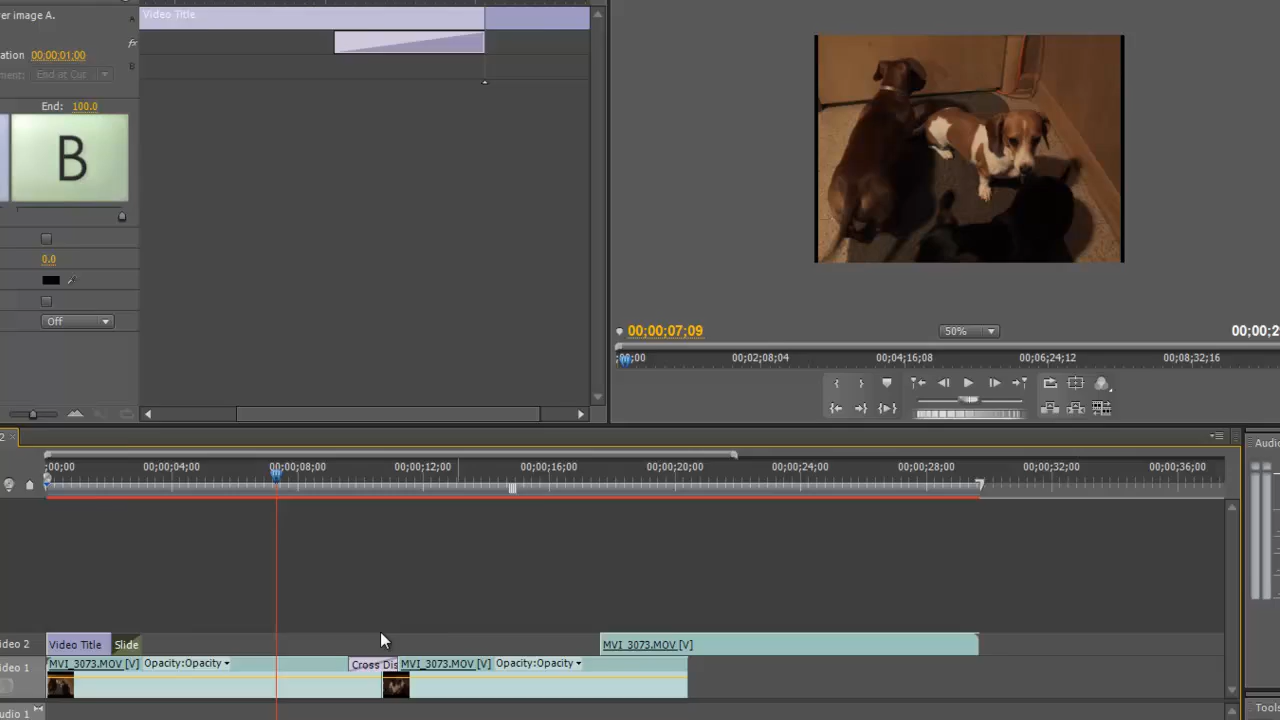 er image A.
A
Video Title
fx
ation 00;00;01;00
B
ment: End at Cut
End: 100.0
B
0.0
Off
00;00;07;09
50%
00;00;2
;00;00 00;02;08;04 00;04;16;08 00;06;24;12 00;08;32;16
2 ×
Audio
;00;00 00;00;04;00 00;00;08;00 00;00;12;00 00;00;16;00 00;00;20;00 00;00;24;00 00;00;28;00 00;00;32;00 00;00;36;00
ideo 2 Video Title Slide MVI_3073.MOV [V]
ideo 1 MVI_3073.MOV [V] Opacity:Opacity Cross Dis MVI_3073.MOV [V] Opacity:Opacity
udio 1
Tools